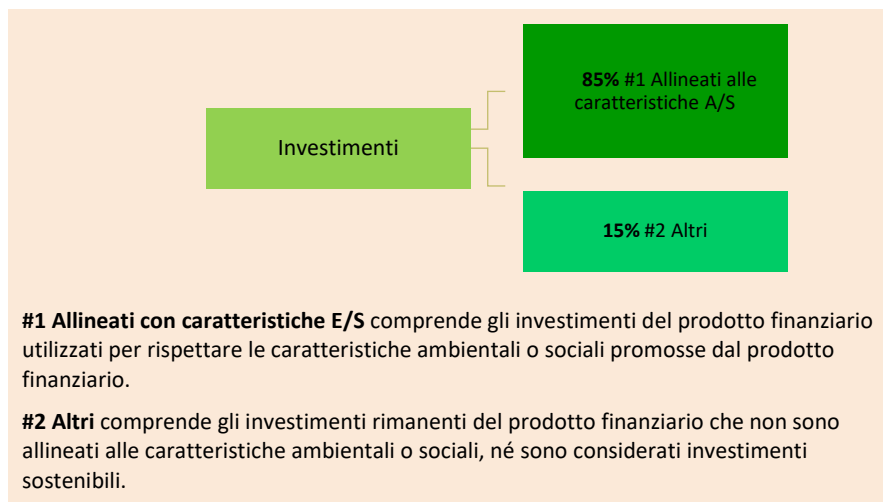 85% #1 Allineati alle
caratteristiche A/S
Investimenti
15% #2 Altri
#1 Allineati con caratteristiche E/S comprende gli investimenti del prodotto finanziario
utilizzati per rispettare le caratteristiche ambientali o sociali promosse dal prodotto
finanziario.
#2 Altri comprende gli investimenti rimanenti del prodotto finanziario che non sono
allineati alle caratteristiche ambientali o sociali, né sono considerati investimenti
sostenibili.